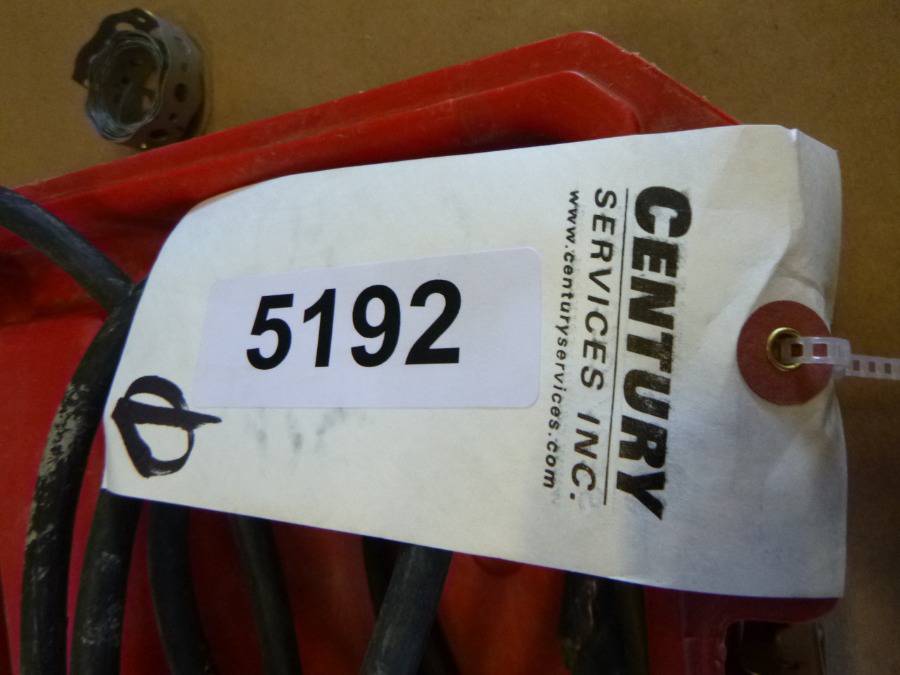 CENTURY
SERVICES INC.
www.centuryservices.com
5192